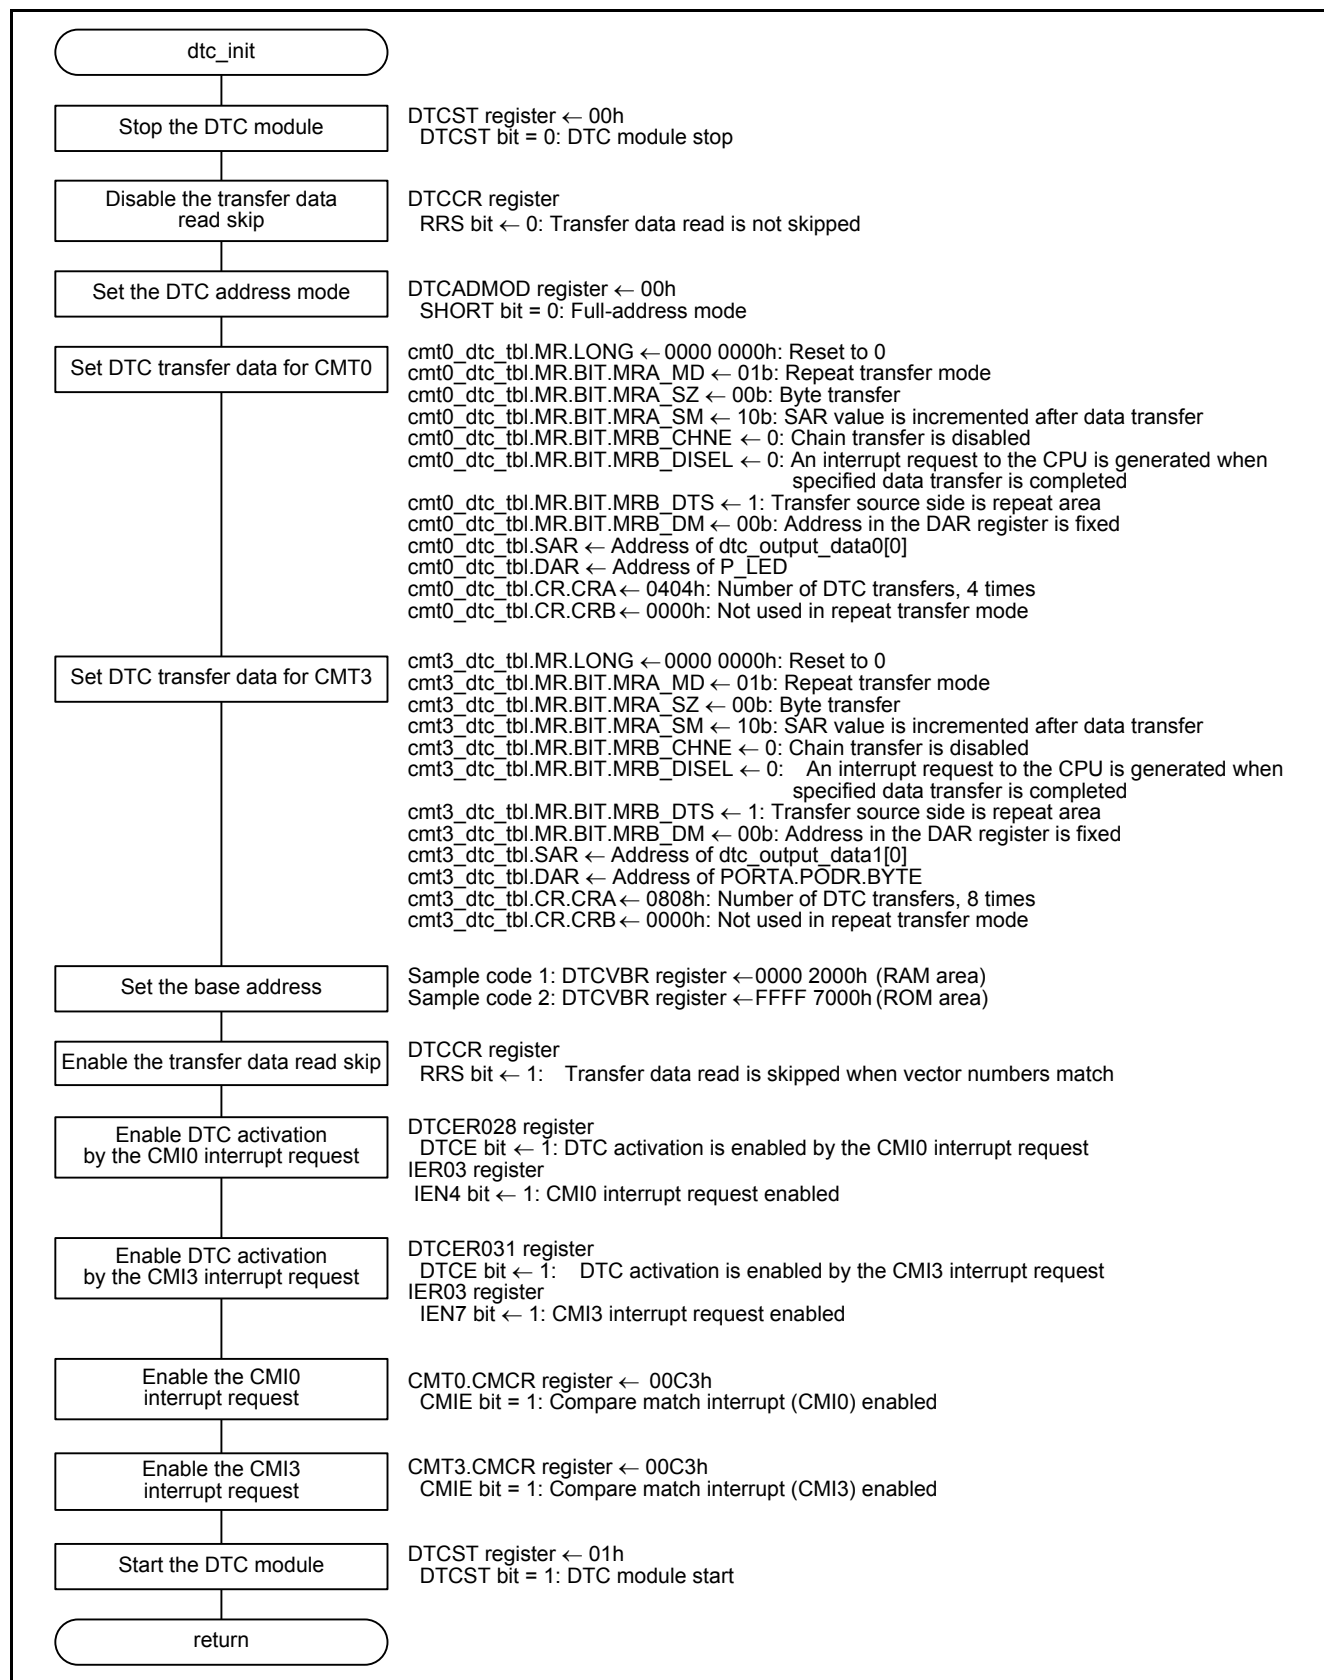 dtc_init
Stop the DTC module
DTCST register ← 00h
DTCST bit = 0: DTC module stop
Disable the transfer data
read skip
DTCCR register
RRS bit ← 0: Transfer data read is not skipped
Set the DTC address mode
DTCADMOD register ← 00h
SHORT bit = 0: Full-address mode
Set DTC transfer data for CMT0
cmt0_dtc_tbl.MR.LONG ← 0000 0000h: Reset to 0
cmt0_dtc_tbl.MR.BIT.MRA_MD ← 01b: Repeat transfer mode
cmt0_dtc_tbl.MR.BIT.MRA_SZ ← 00b: Byte transfer
cmt0_dtc_tbl.MR.BIT.MRA_SM ← 10b: SAR value is incremented after data transfer
cmt0_dtc_tbl.MR.BIT.MRB_CHNE ← 0: Chain transfer is disabled
cmt0_dtc_tbl.MR.BIT.MRB_DISEL ← 0: An interrupt request to the CPU is generated when
specified data transfer is completed
cmt0_dtc_tbl.MR.BIT.MRB_DTS ← 1: Transfer source side is repeat area
cmt0_dtc_tbl.MR.BIT.MRB_DM ← 00b: Address in the DAR register is fixed
cmt0_dtc_tbl.SAR ← Address of dtc_output_data0[0]
cmt0_dtc_tbl.DAR ← Address of P_LED
cmt0_dtc_tbl.CR.CRA ← 0404h: Number of DTC transfers, 4 times
cmt0_dtc_tbl.CR.CRB ← 0000h: Not used in repeat transfer mode
Set DTC transfer data for CMT3
cmt3_dtc_tbl.MR.LONG ← 0000 0000h: Reset to 0
cmt3_dtc_tbl.MR.BIT.MRA_MD ← 01b: Repeat transfer mode
cmt3_dtc_tbl.MR.BIT.MRA_SZ ← 00b: Byte transfer
cmt3_dtc_tbl.MR.BIT.MRA_SM ← 10b: SAR value is incremented after data transfer
cmt3_dtc_tbl.MR.BIT.MRB_CHNE ← 0: Chain transfer is disabled
cmt3_dtc_tbl.MR.BIT.MRB_DISEL ← 0: An interrupt request to the CPU is generated when
specified data transfer is completed
cmt3_dtc_tbl.MR.BIT.MRB_DTS ← 1: Transfer source side is repeat area
cmt3_dtc_tbl.MR.BIT.MRB_DM ← 00b: Address in the DAR register is fixed
cmt3_dtc_tbl.SAR ← Address of dtc_output_data1[0]
cmt3_dtc_tbl.DAR ← Address of PORTA.PODR.BYTE
cmt3_dtc_tbl.CR.CRA ← 0808h: Number of DTC transfers, 8 times
cmt3_dtc_tbl.CR.CRB ← 0000h: Not used in repeat transfer mode
Set the base address
Sample code 1: DTCVBR register ← 0000 2000h (RAM area)
Sample code 2: DTCVBR register ← FFFF 7000h (ROM area)
Enable the transfer data read skip
DTCCR register
RRS bit ← 1: Transfer data read is skipped when vector numbers match
Enable DTC activation
by the CMI0 interrupt request
DTCER028 register
DTCE bit ← 1: DTC activation is enabled by the CMI0 interrupt request
IER03 register
IEN4 bit ← 1: CMI0 interrupt request enabled
Enable DTC activation
by the CMI3 interrupt request
DTCER031 register
DTCE bit ← 1: DTC activation is enabled by the CMI3 interrupt request
IER03 register
IEN7 bit ← 1: CMI3 interrupt request enabled
Enable the CMI0
interrupt request
CMT0.CMCR register ← 00C3h
CMIE bit = 1: Compare match interrupt (CMI0) enabled
Enable the CMI3
interrupt request
CMT3.CMCR register ← 00C3h
CMIE bit = 1: Compare match interrupt (CMI3) enabled
Start the DTC module
DTCST register ← 01h
DTCST bit = 1: DTC module start
return